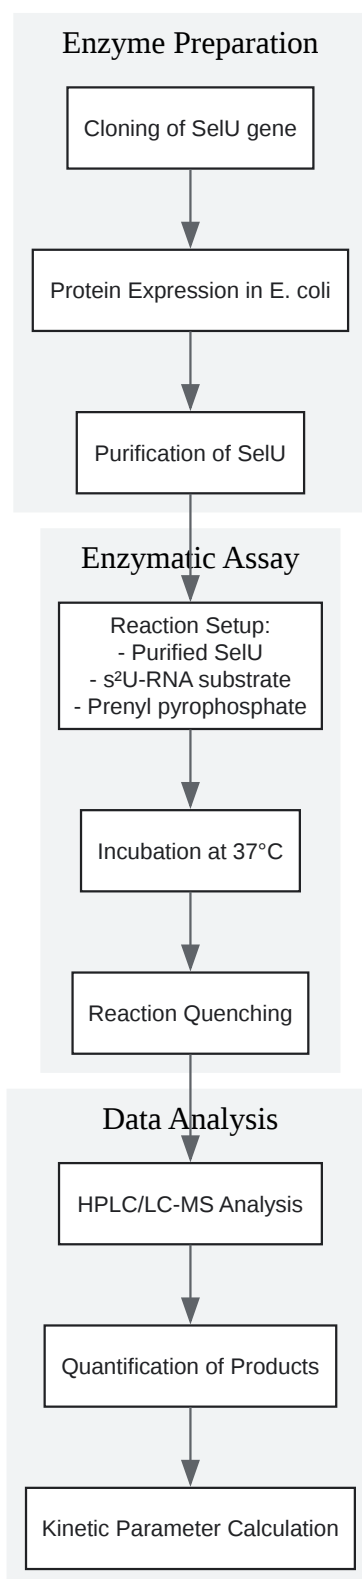 Enzyme Preparation
Cloning of SelU gene
Protein Expression in E. coli
Purification of SelU
Enzymatic Assay
Reaction Setup:
- Purified SelU
- s²U-RNA substrate
- Prenyl pyrophosphate
Incubation at 37°C
Reaction Quenching
Data Analysis
HPLC/LC-MS Analysis
Quantification of Products
Kinetic Parameter Calculation